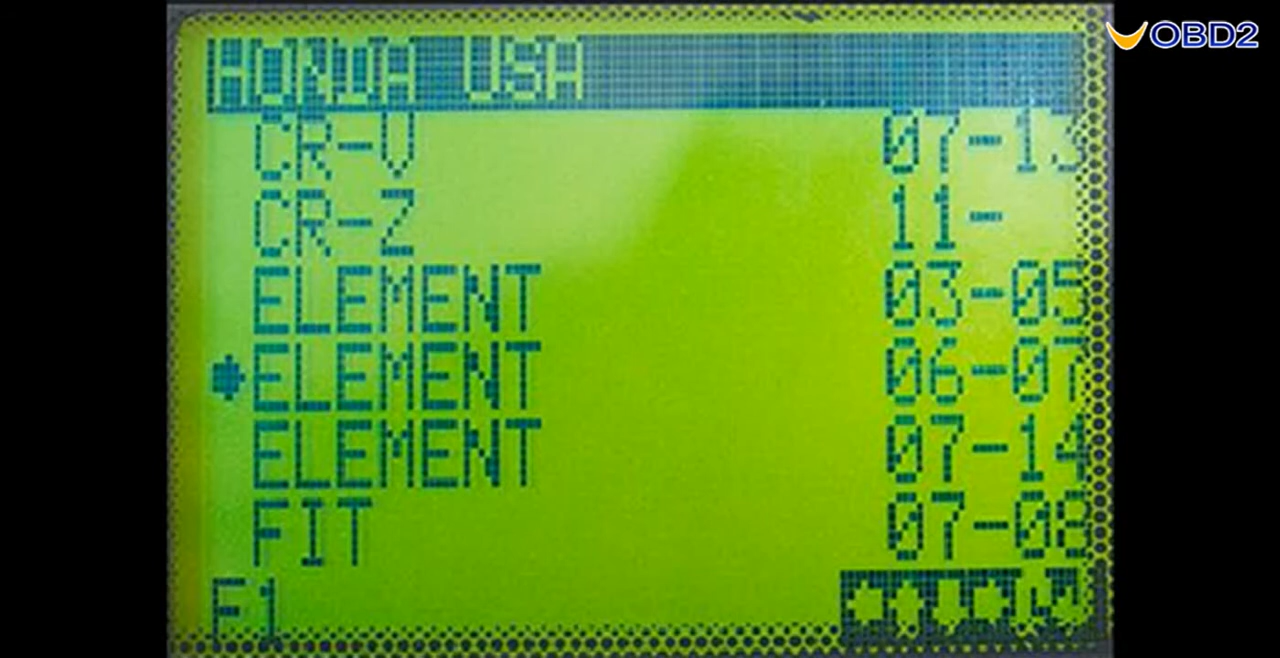 OBD2
HONDA USA
CR-V 07-13
CR-Z 11-
ELEMENT 03-05
ELEMENT 06-07
ELEMENT 07-14
FIT 07-08
F1